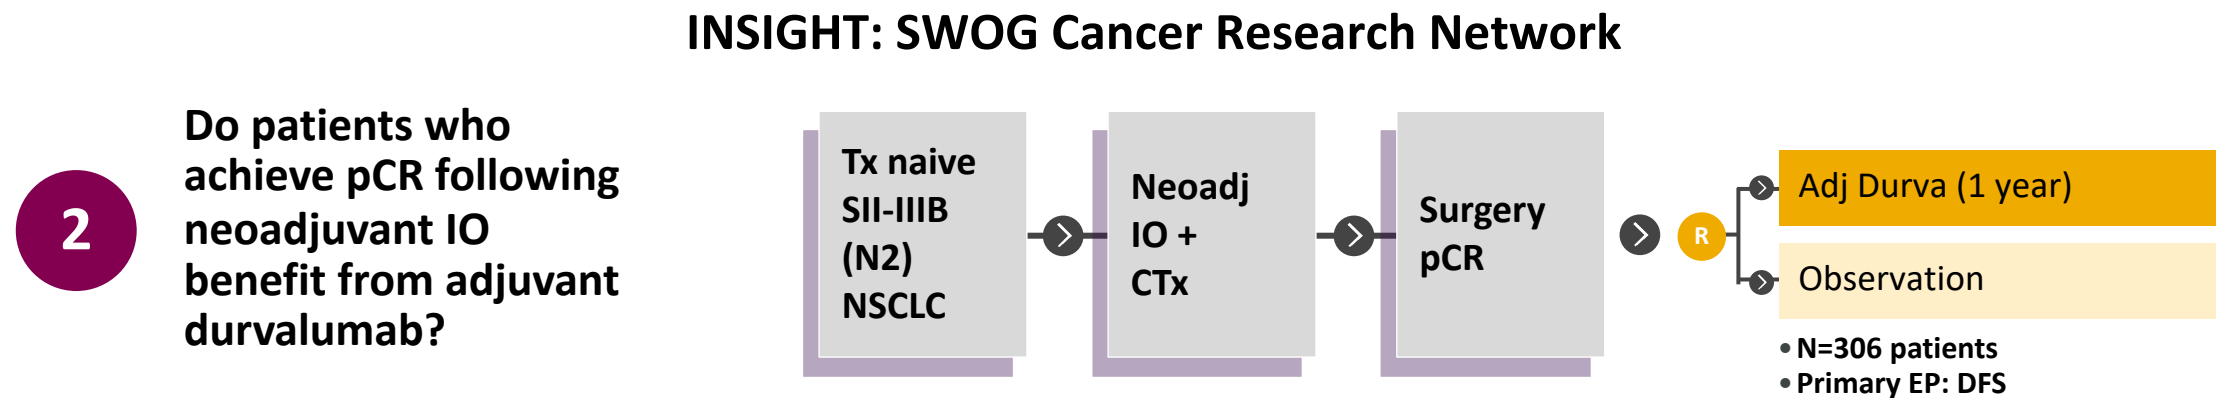 INSIGHT: SWOG Cancer Research Network
2
Do patients who
achieve pCR following
neoadjuvant IO
benefit from adjuvant
durvalumab?
Tx naive
SII-IIIB
(N2)
NSCLC
Neoadj
IO +
CTx
Surgery
pCR
R
Adj Durva (1 year)
Observation
• N=306 patients
• Primary EP: DFS